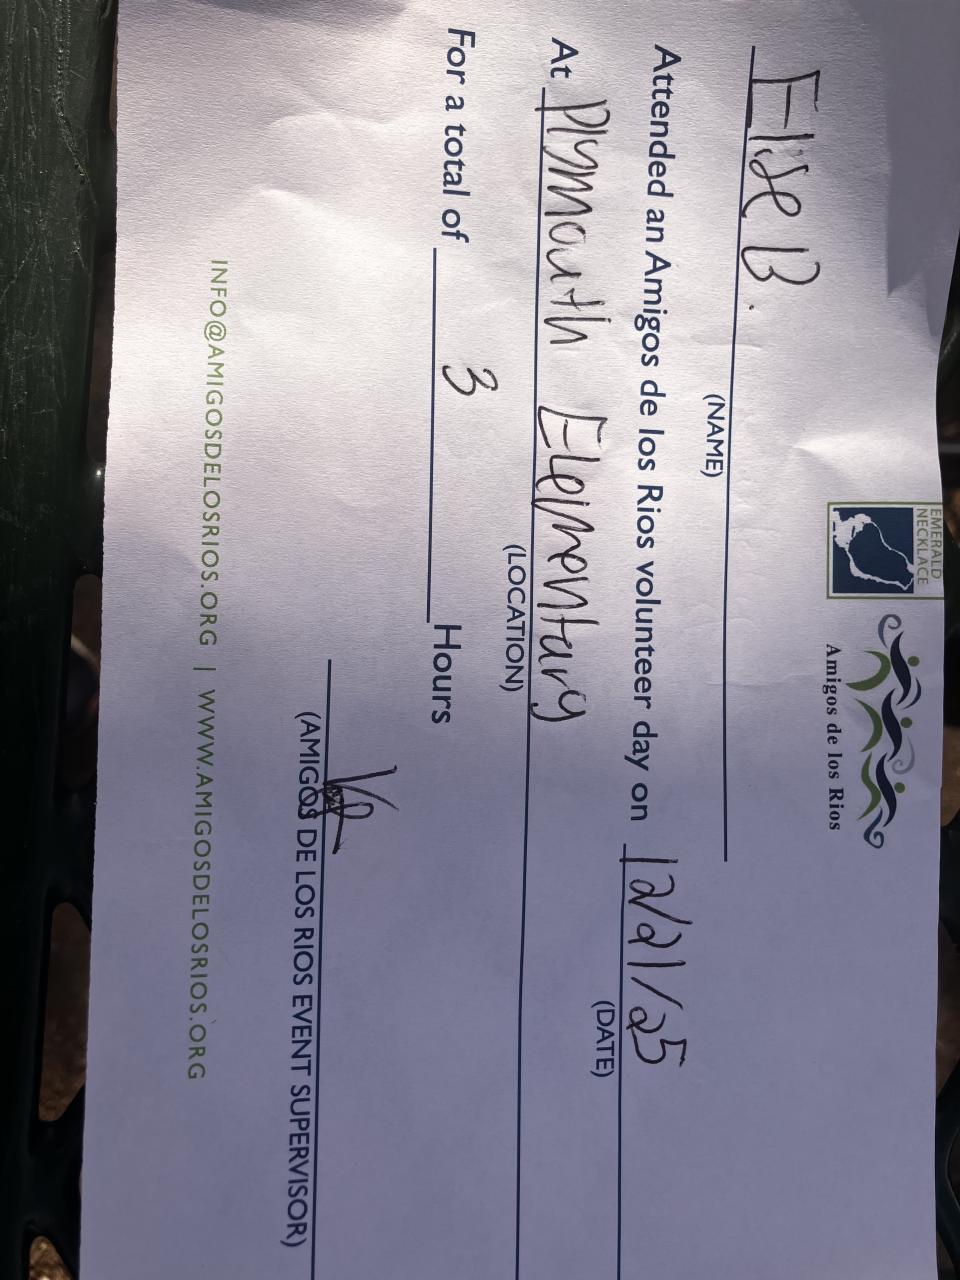 EMERALD
NECKLACE
Amigos de los Rios
Elise B.
(NAME)
Attended an Amigos de los Rios volunteer day on 12/21/25
(DATE)
At Plymouth Elementary
(LOCATION)
For a total of 3 Hours
(AMIGOS DE LOS RIOS EVENT SUPERVISOR)
INFO@AMIGOSDELOSRIOS.ORG | WWW.AMIGOSDELOSRIOS.ORG